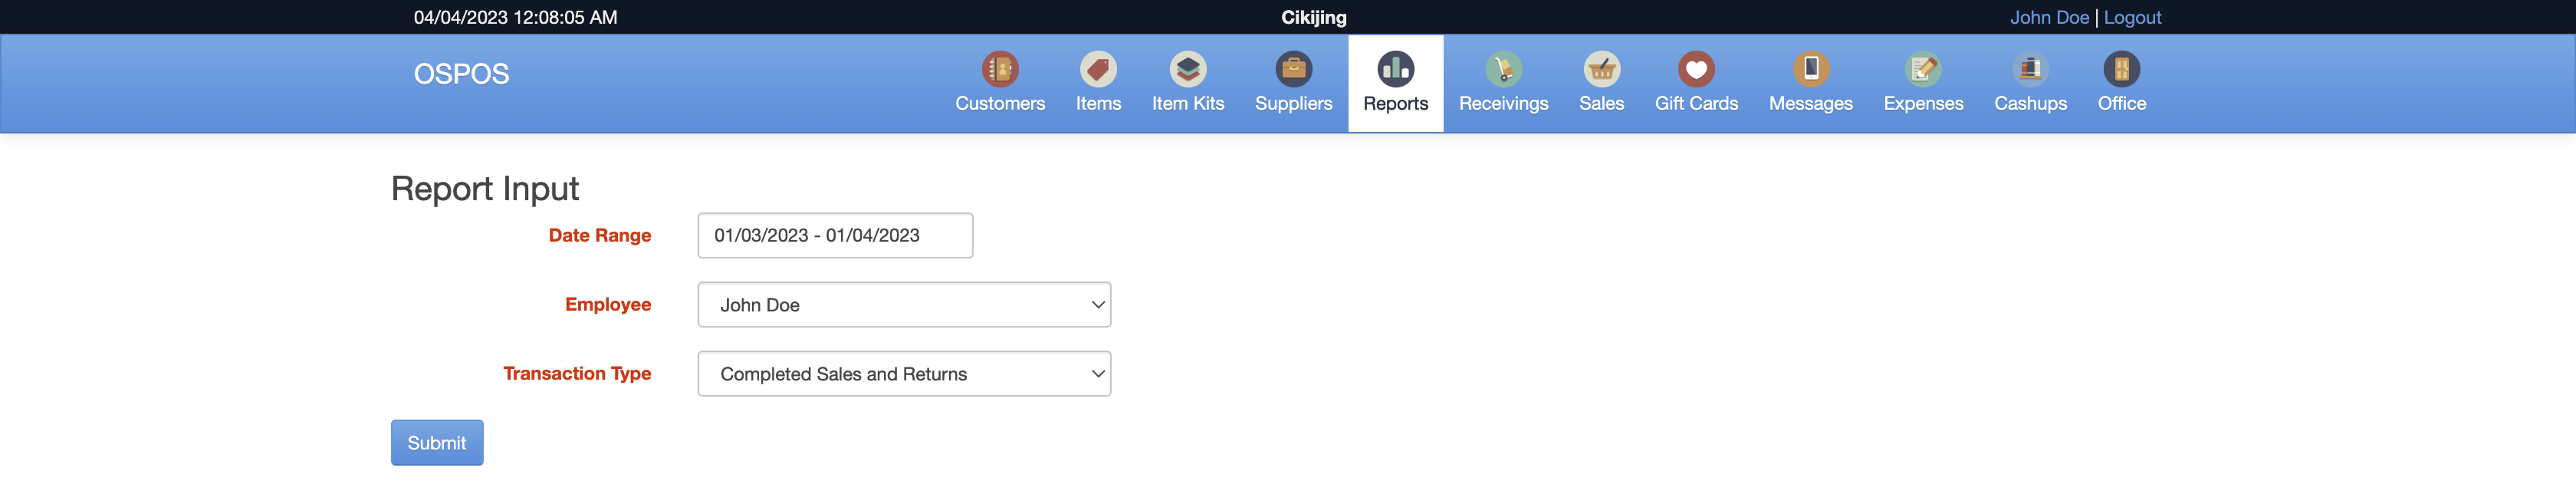 04/04/2023 12:08:05 AM Cikijing John Doe | Logout
OSPOS Customers Items Item Kits Suppliers Reports Receivings Sales Gift Cards Messages Expenses Cashups Office
Report Input
Date Range 01/03/2023 - 01/04/2023
Employee John Doe
Transaction Type Completed Sales and Returns
Submit